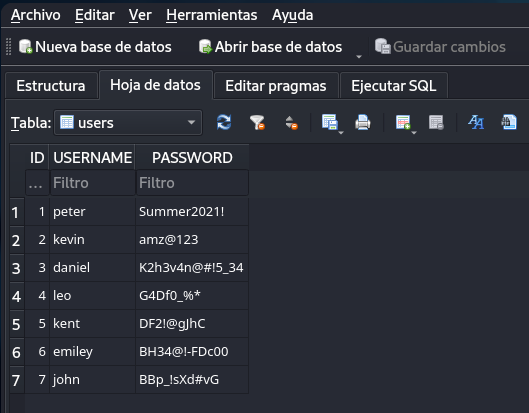 Archivo Editar Ver Herramientas Ayuda
Nueva base de datos Abrir base de datos Guardar cambios
Estructura Hoja de datos Editar pragmas Ejecutar SQL
Tabla: users
ID USERNAME PASSWORD
... Filtro Filtro
1 1 peter Summer2021!
2 2 kevin amz@123
3 3 daniel K2h3v4n@#!5_34
4 4 leo G4Df0_%*
5 5 kent DF2!@gJhC
6 6 emiley BH34@!-FDc00
7 7 john BBp_!sXd#vG